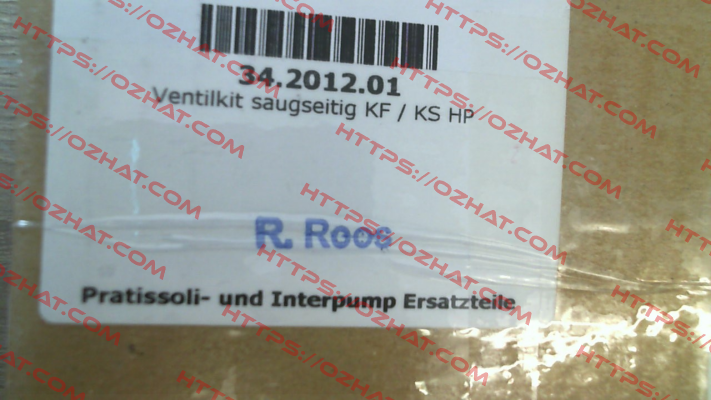 34.2012.01
Ventilkit saugseitig KF / KS HP
R. Roos
Pratissoli- und Interpump Ersatzteile
HTTPS://OZHAT.COM